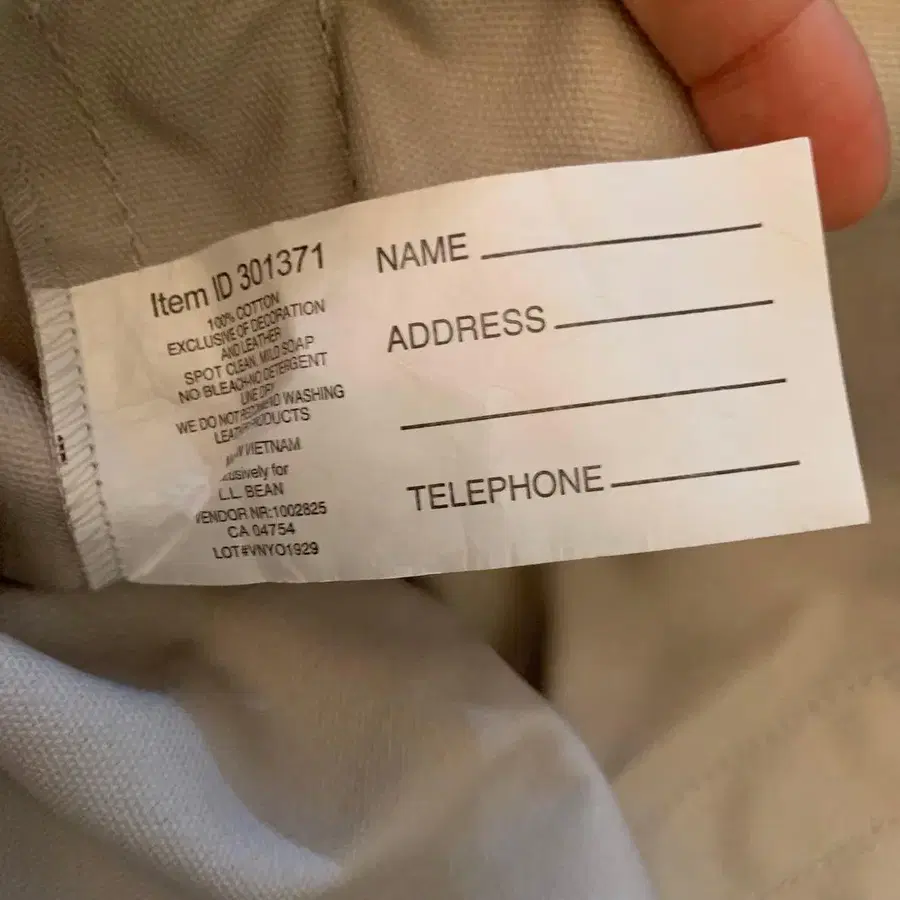 Item ID 301371
100% COTTON
EXCLUSIVE OF DECORATION
AND LEATHER
SPOT CLEAN, MILD SOAP
NO BLEACH-NO DETERGENT
LINE DRY
WE DO NOT RECOMMEND WASHING
LEATHER PRODUCTS
VIETNAM
L.L. BEAN
VENDOR NR:1002825
CA 04754
LOT#VNYO1929
NAME
ADDRESS
TELEPHONE